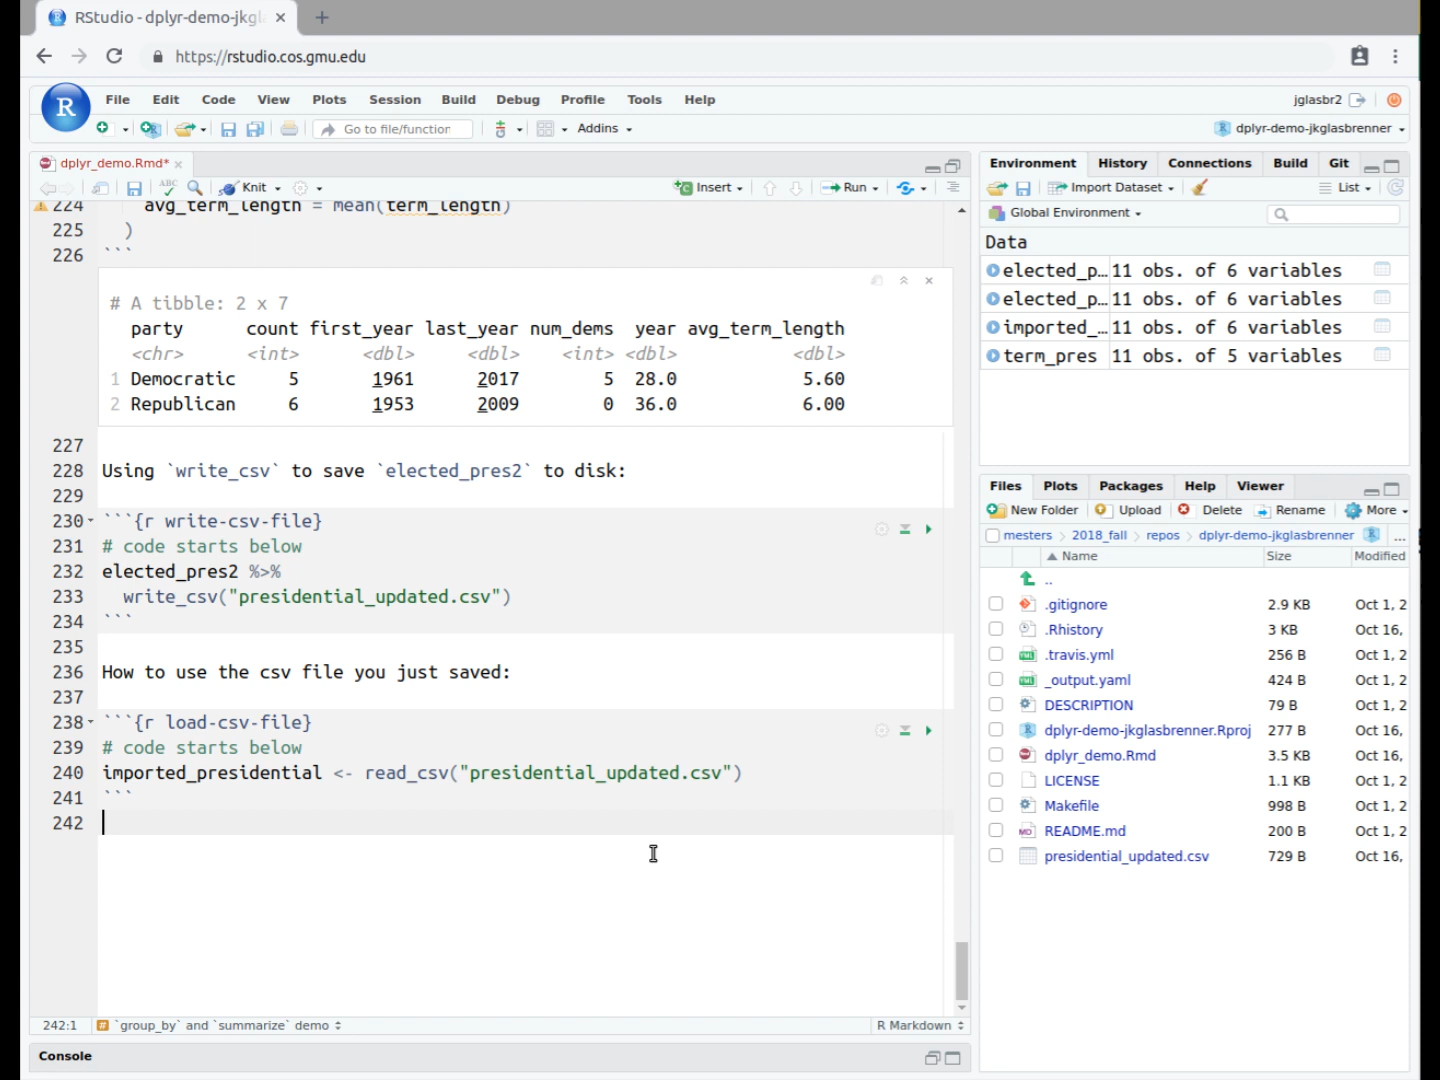 RStudio - dplyr-demo-jkgla
https://rstudio.cos.gmu.edu
R
File Edit Code View Plots Session Build Debug Profile Tools Help
jglasbr2
Go to file/function
Addins
dplyr-demo-jkglasbrenner
dplyr_demo.Rmd*
ABC
Knit
Insert
Run
224 avg_term_length = mean(term_length)
225 )
226 ```
# A tibble: 2 x 7
party count first_year last_year num_dems year avg_term_length
<chr> <int> <dbl> <dbl> <int> <dbl> <dbl>
1 Democratic 5 1961 2017 5 28.0 5.60
2 Republican 6 1953 2009 0 36.0 6.00
227
228 Using `write_csv` to save `elected_pres2` to disk:
229
230 ```{r write-csv-file}
231 # code starts below
232 elected_pres2 %>%
233 write_csv("presidential_updated.csv")
234 ```
235
236 How to use the csv file you just saved:
237
238 ```{r load-csv-file}
239 # code starts below
240 imported_presidential <- read_csv("presidential_updated.csv")
241 ```
242
242:1 # `group_by` and `summarize` demo
R Markdown
Console
Environment History Connections Build Git
Import Dataset
List
Global Environment
Data
elected_p… 11 obs. of 6 variables
elected_p… 11 obs. of 6 variables
imported_… 11 obs. of 6 variables
term_pres 11 obs. of 5 variables
Files Plots Packages Help Viewer
New Folder Upload Delete Rename More
mesters 2018_fall repos dplyr-demo-jkglasbrenner ...
Name Size Modified
..
.gitignore 2.9 KB Oct 1, 2
.Rhistory 3 KB Oct 16,
.travis.yml 256 B Oct 1, 2
_output.yaml 424 B Oct 1, 2
DESCRIPTION 79 B Oct 1, 2
dplyr-demo-jkglasbrenner.Rproj 277 B Oct 16,
dplyr_demo.Rmd 3.5 KB Oct 16,
LICENSE 1.1 KB Oct 1, 2
Makefile 998 B Oct 1, 2
README.md 200 B Oct 1, 2
presidential_updated.csv 729 B Oct 16,